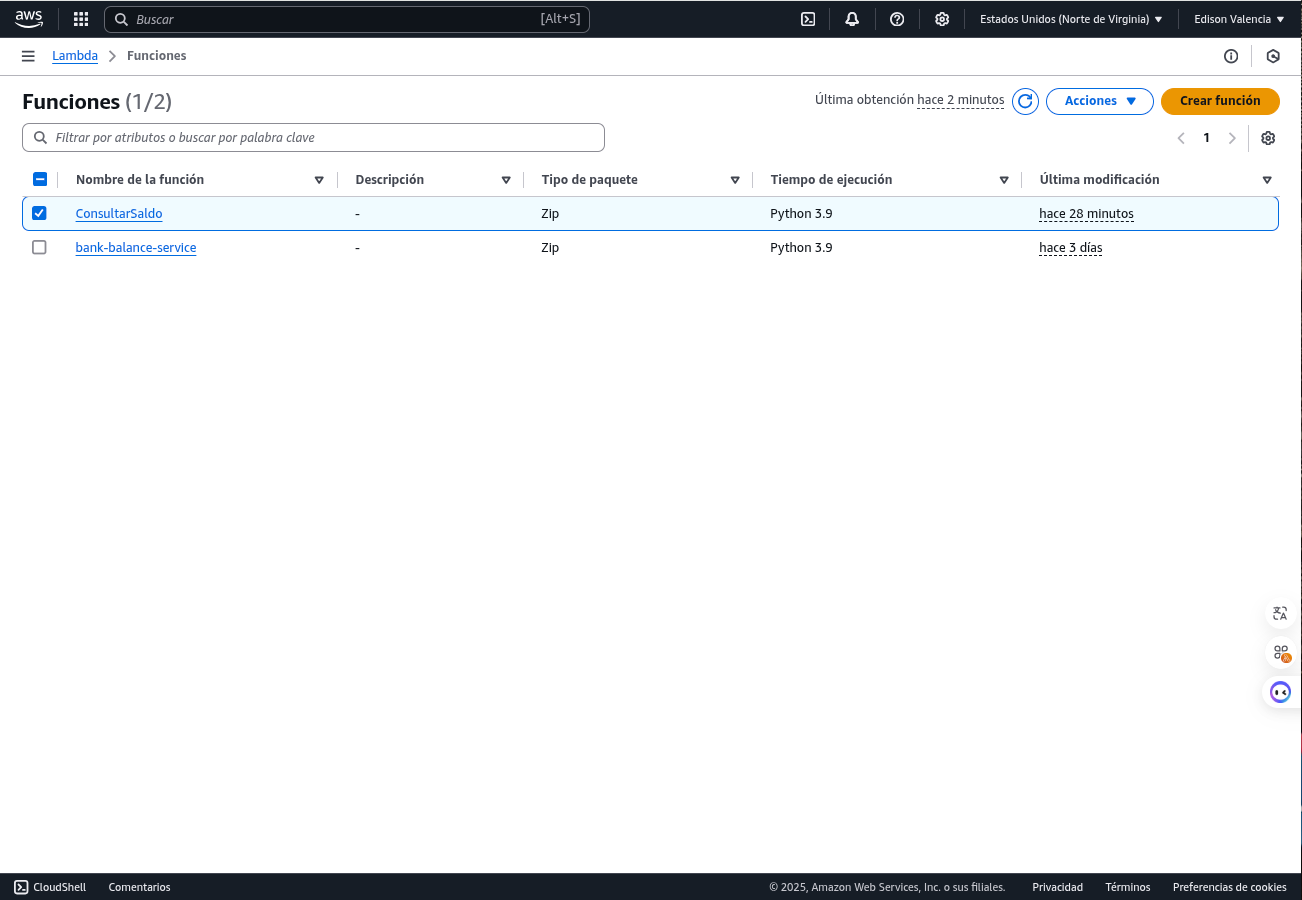 aws Buscar [Alt+S] Estados Unidos (Norte de Virginia) Edison Valencia
Lambda Funciones
Funciones (1/2) Última obtención hace 2 minutos Acciones Crear función
Filtrar por atributos o buscar por palabra clave 1
Nombre de la función Descripción Tipo de paquete Tiempo de ejecución Última modificación
ConsultarSaldo - Zip Python 3.9 hace 28 minutos
bank-balance-service - Zip Python 3.9 hace 3 días
CloudShell Comentarios © 2025, Amazon Web Services, Inc. o sus filiales. Privacidad Términos Preferencias de cookies